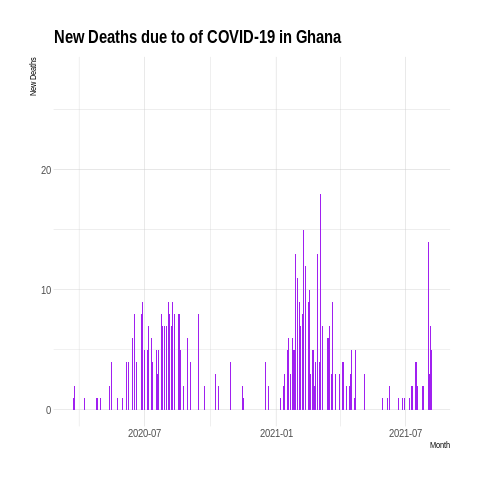 New Deaths due to of COVID-19 in Ghana
New Deaths
20
10
0
2020-07
2021-01
2021-07
Month